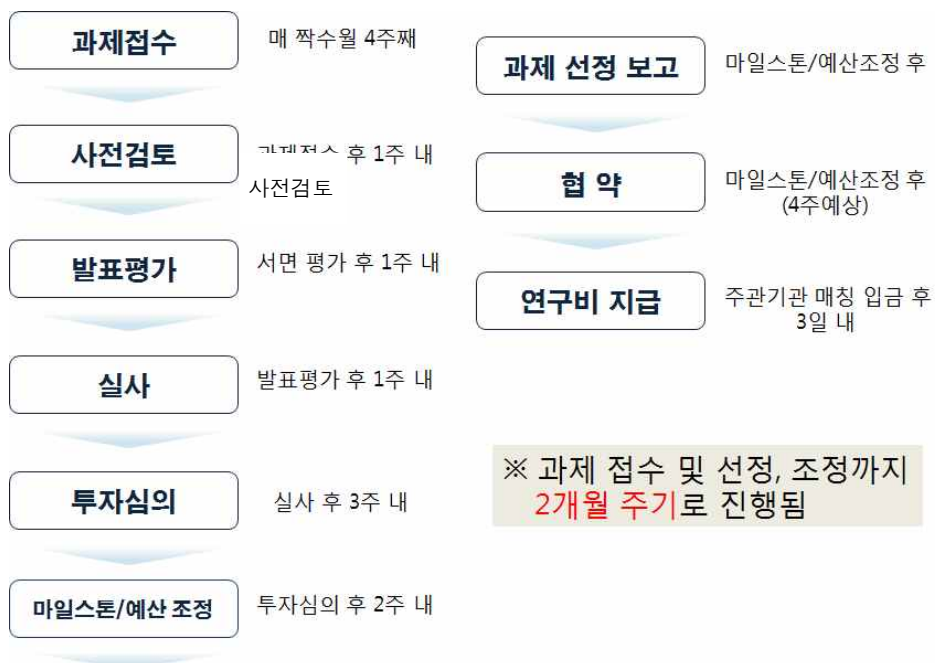 과제접수
매 짝수월 4주째
사전검토
후 1주 내
사전검토
발표평가
서면 평가 후 1주 내
실사
발표평가 후 1주 내
투자심의
실사 후 3주 내
마일스톤/예산 조정
투자심의 후 2주 내
과제 선정 보고
마일스톤/예산조정 후
협 약
마일스톤/예산조정 후
(4주예상)
연구비 지급
주관기관 매칭 입금 후
3일 내
※ 과제 접수 및 선정, 조정까지
2개월 주기로 진행됨